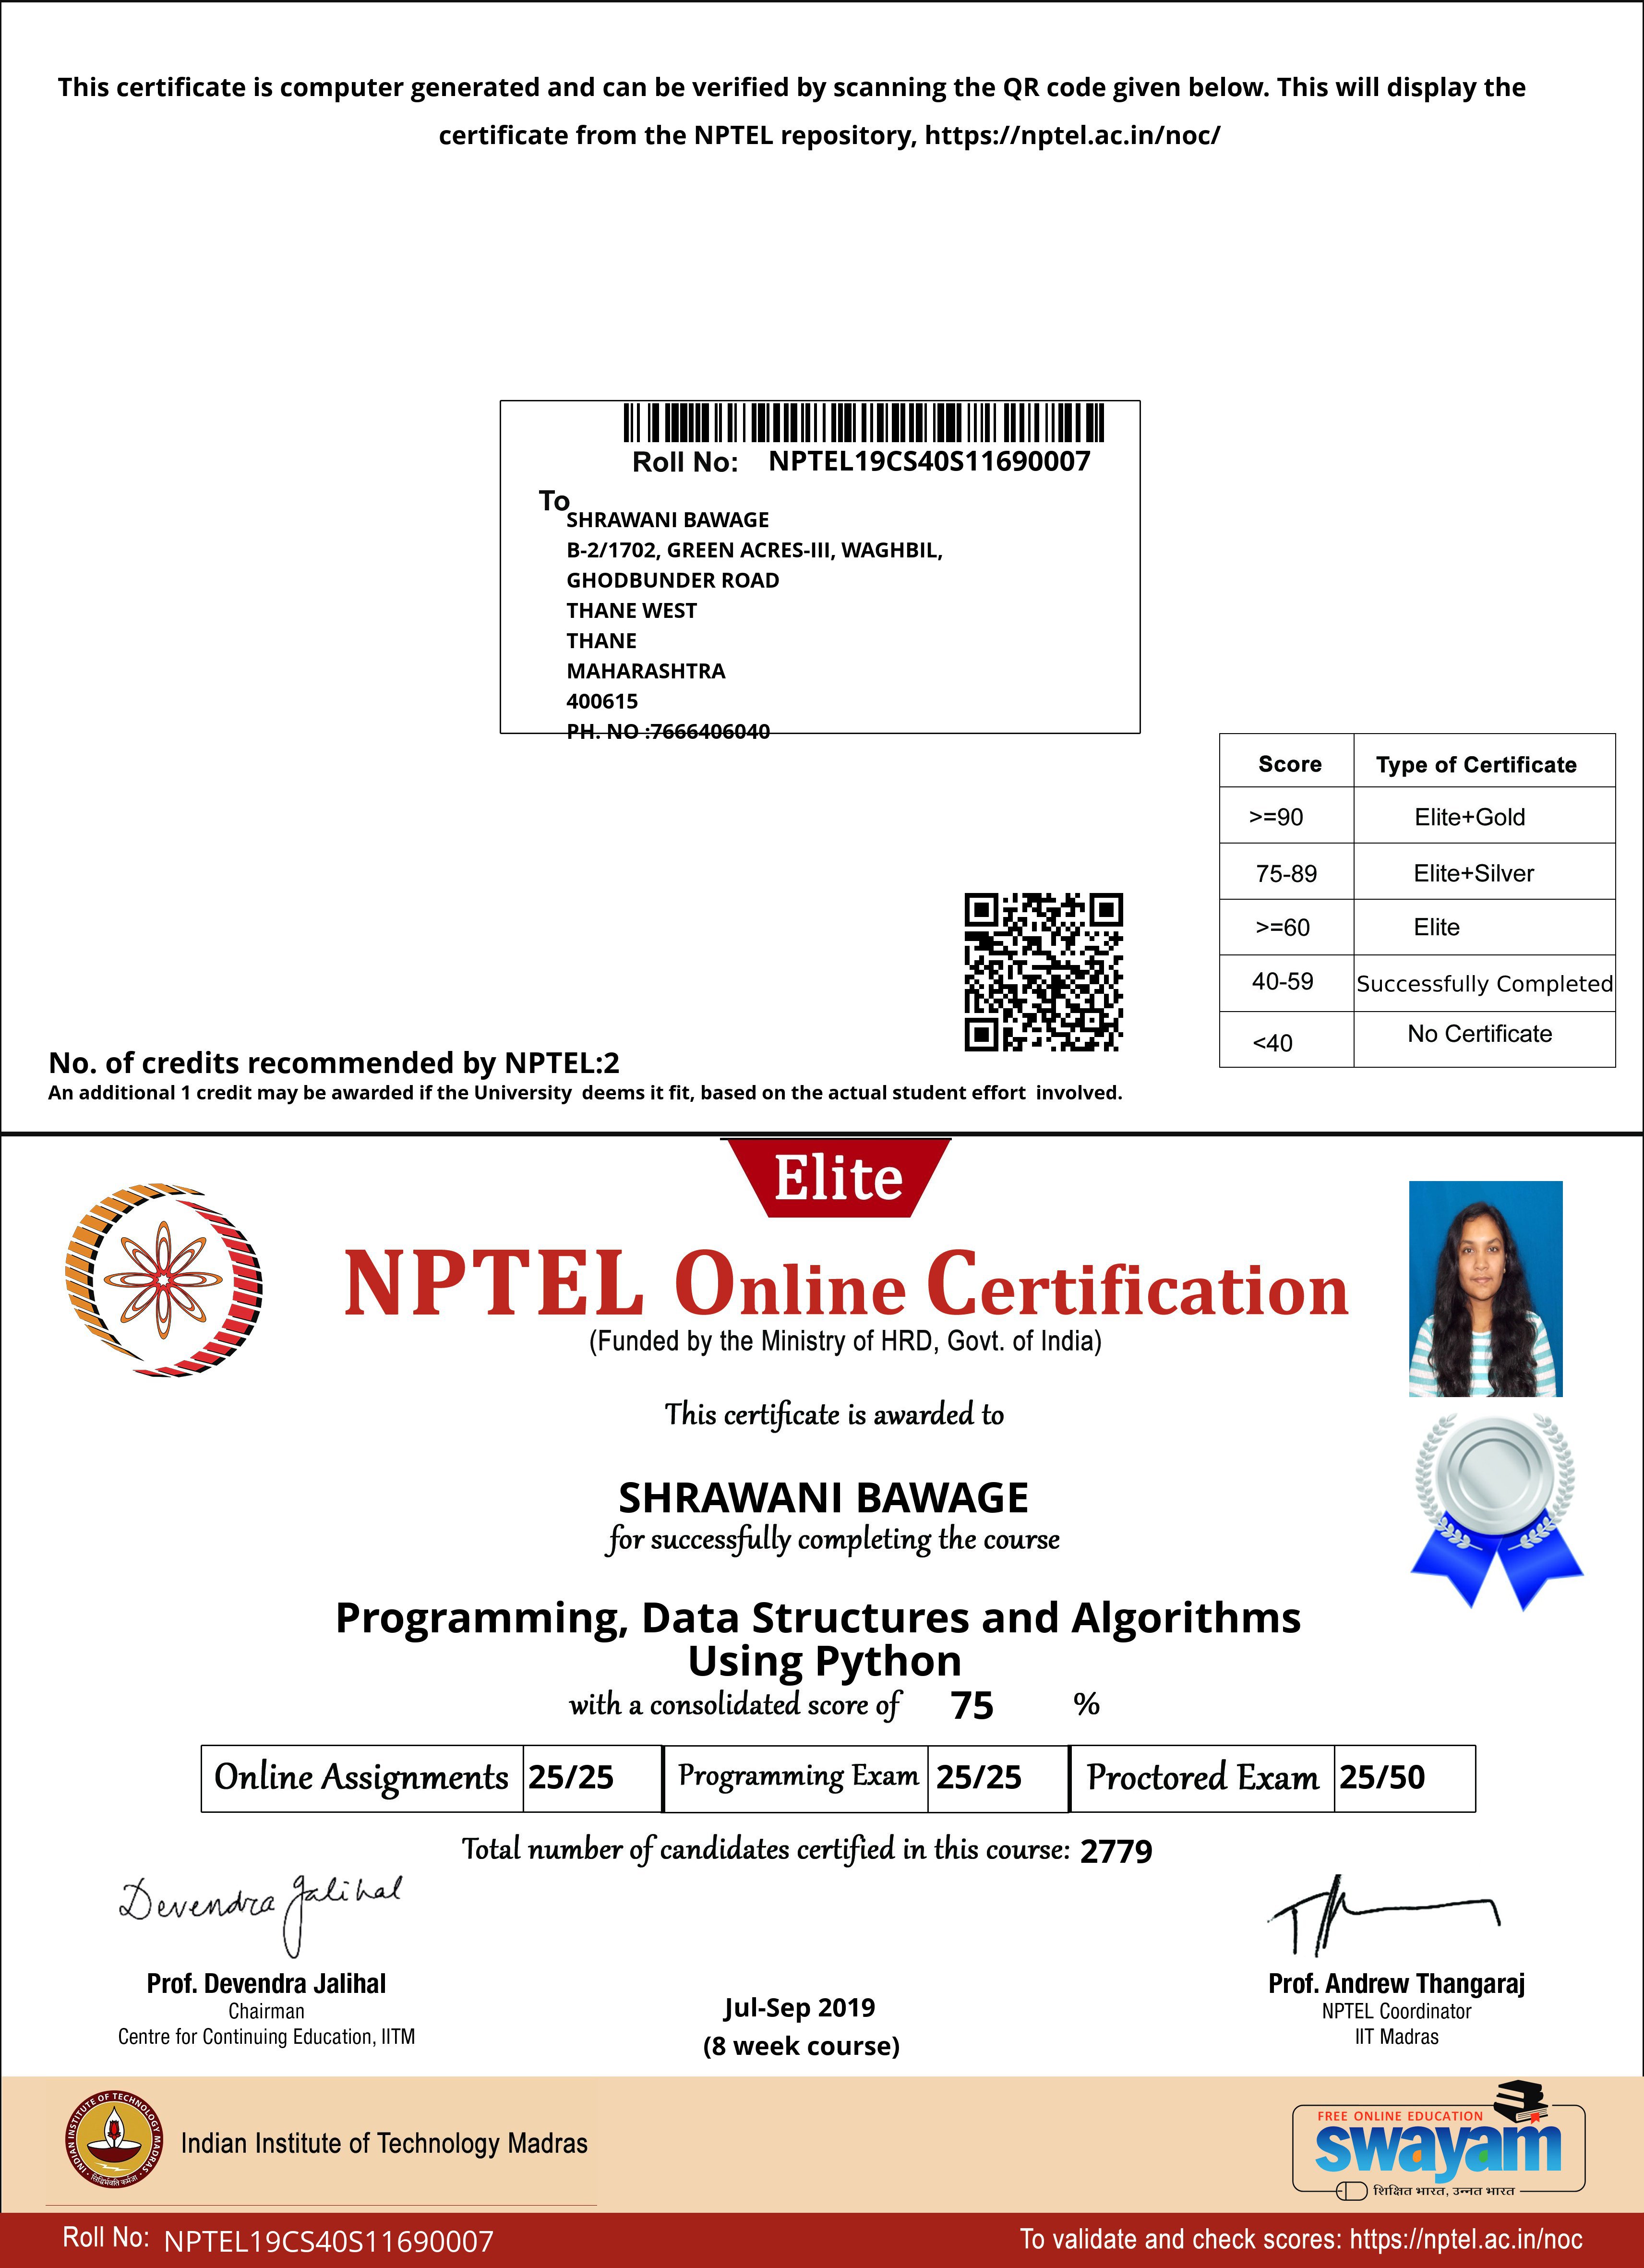 This certificate is computer generated and can be verified by scanning the QR code given below. This will display the
certificate from the NPTEL repository, https://nptel.ac.in/noc/
Roll No: NPTEL19CS40S11690007
To
SHRAWANI BAWAGE
B-2/1702, GREEN ACRES-III, WAGHBIL,
GHODBUNDER ROAD
THANE WEST
THANE
MAHARASHTRA
400615
PH. NO :7666406040
Score Type of Certificate
>=90 Elite+Gold
75-89 Elite+Silver
>=60 Elite
40-59 Successfully Completed
<40 No Certificate
No. of credits recommended by NPTEL:2
An additional 1 credit may be awarded if the University deems it fit, based on the actual student effort involved.
Elite
NPTEL Online Certification
(Funded by the Ministry of HRD, Govt. of India)
This certificate is awarded to
SHRAWANI BAWAGE
for successfully completing the course
Programming, Data Structures and Algorithms
Using Python
with a consolidated score of 75 %
Online Assignments 25/25 Programming Exam 25/25 Proctored Exam 25/50
Total number of candidates certified in this course: 2779
Devendra Jalihal
Prof. Devendra Jalihal
Chairman
Centre for Continuing Education, IITM
Jul-Sep 2019
(8 week course)
Prof. Andrew Thangaraj
NPTEL Coordinator
IIT Madras
INDIAN INSTITUTE OF TECHNOLOGY MADRAS
सिद्धिर्भवति कर्मजा
Indian Institute of Technology Madras
FREE ONLINE EDUCATION
swayam
शिक्षित भारत, उन्नत भारत
Roll No: NPTEL19CS40S11690007
To validate and check scores: https://nptel.ac.in/noc